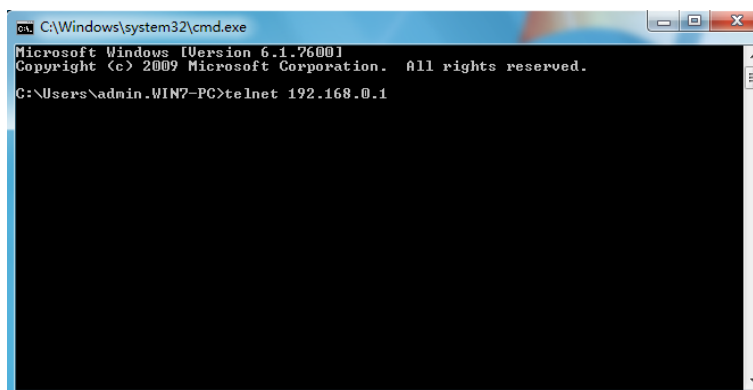 C:\Windows\system32\cmd.exe
Microsoft Windows [Version 6.1.7600]
Copyright (c) 2009 Microsoft Corporation.  All rights reserved.
C:\Users\admin.WIN7-PC>telnet 192.168.0.1